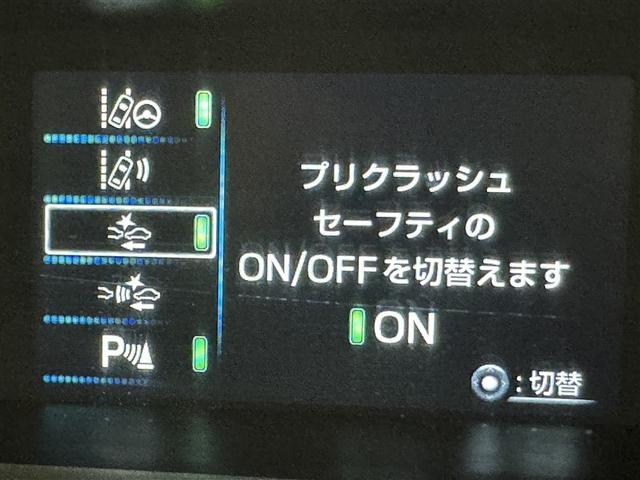 プリクラッシュ
セーフティの
ON/OFFを切替えます
ON
:切替
P